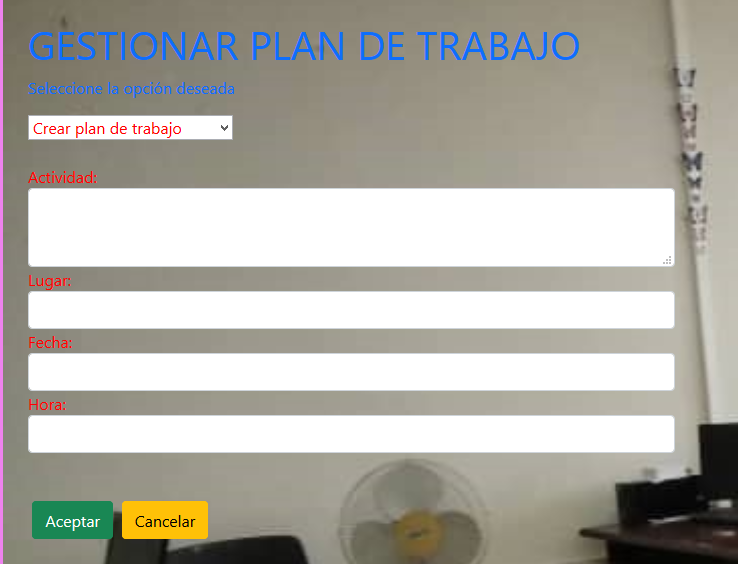 GESTIONAR PLAN DE TRABAJO
Seleccione la opción deseada
Crear plan de trabajo
Actividad:
Lugar:
Fecha:
Hora:
Aceptar Cancelar